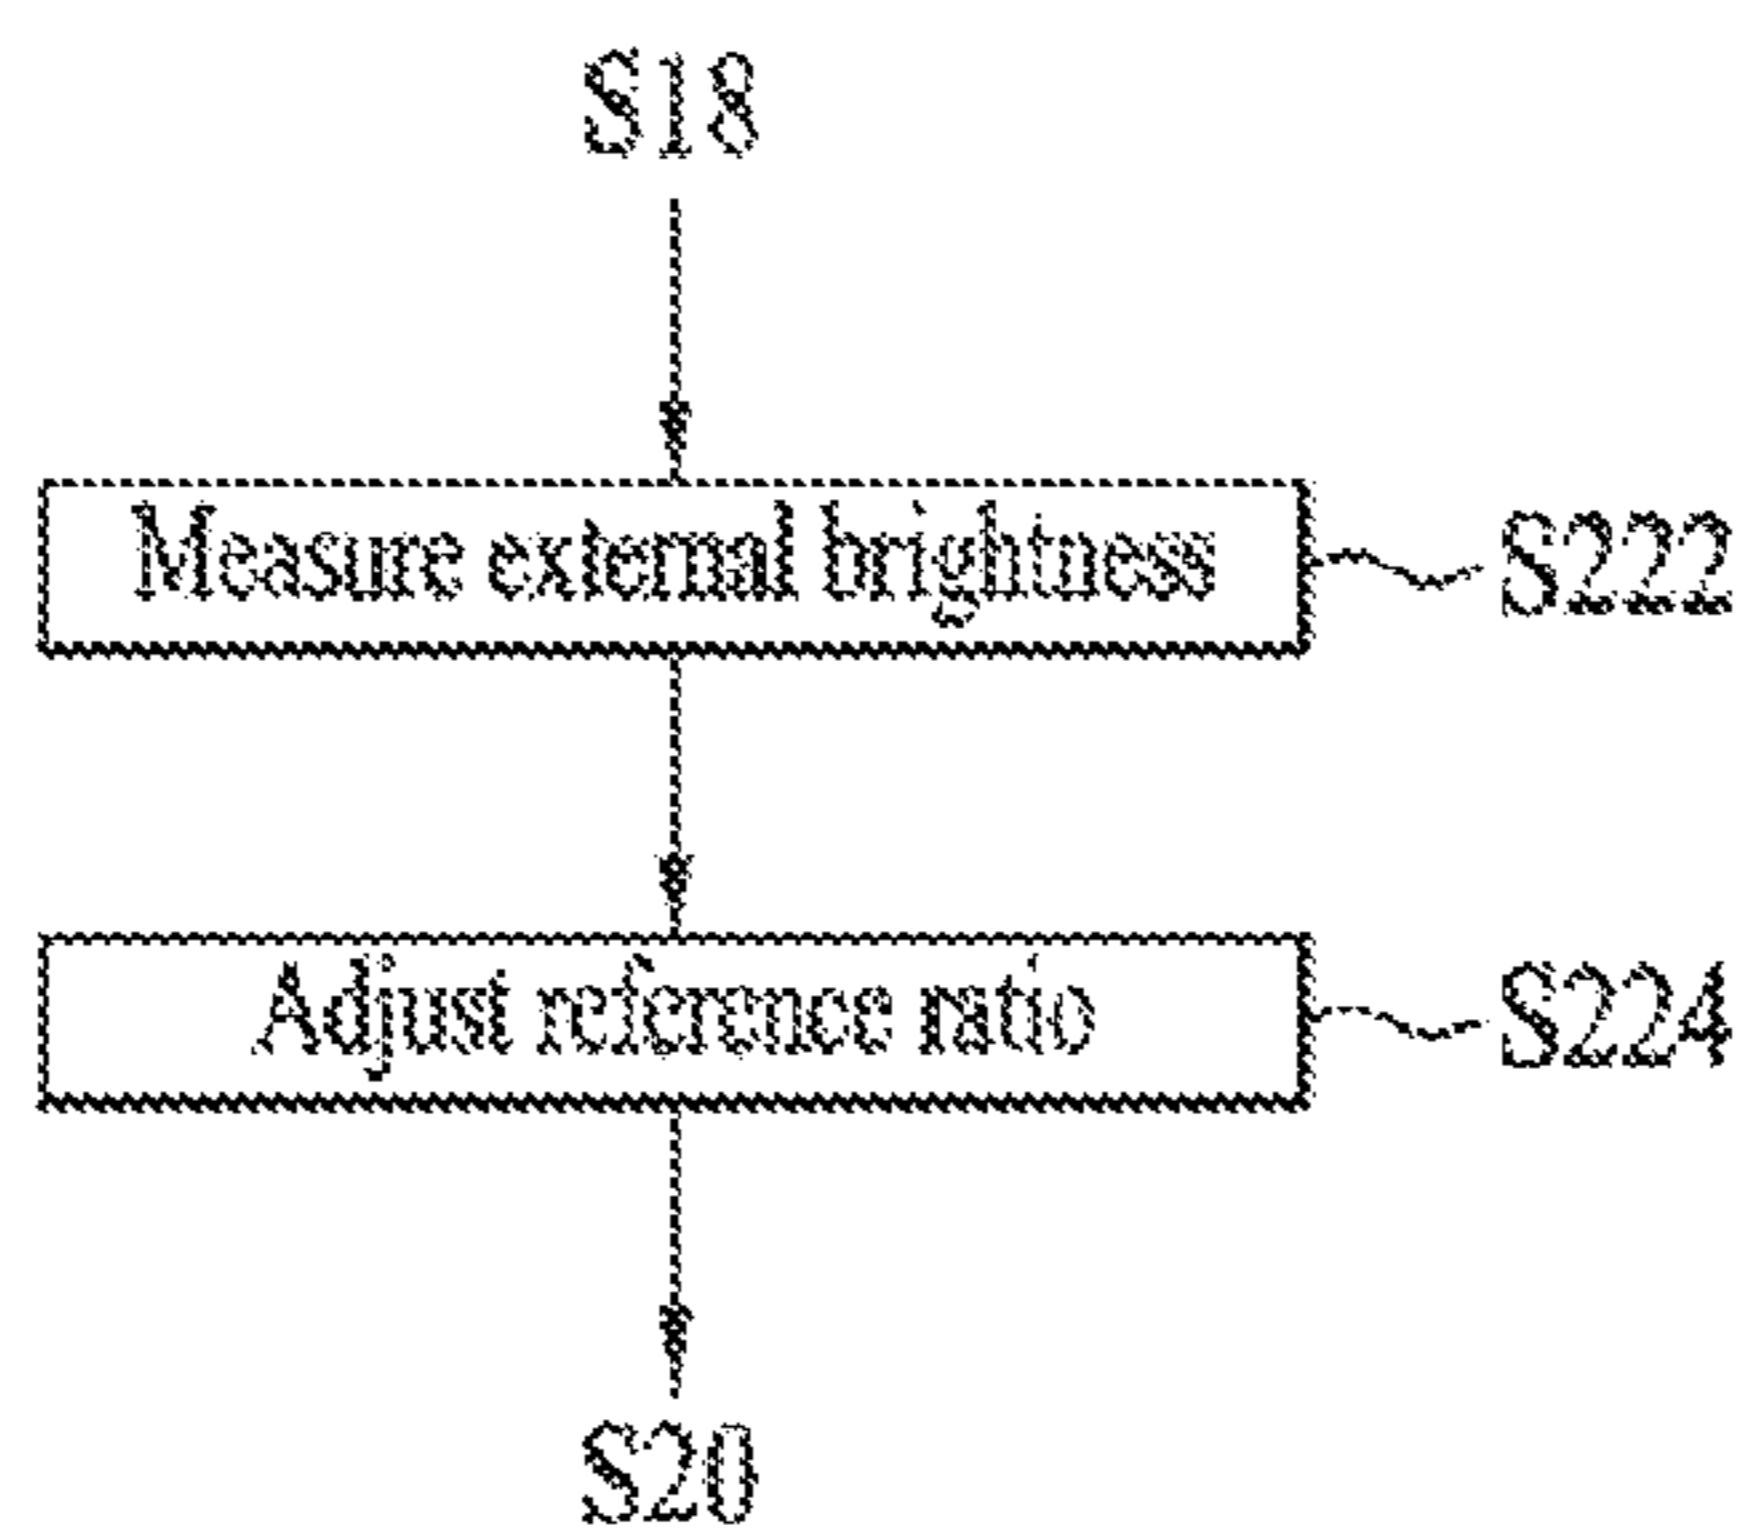 S18
Measure external brightness
S222
Adjust reference ratio
S224
S20